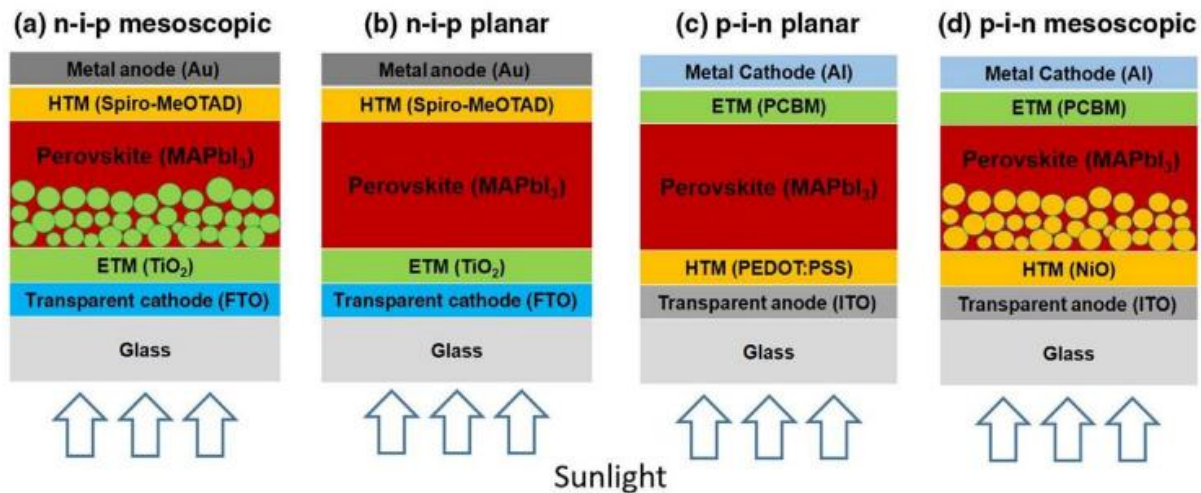 (a) n-i-p mesoscopic
Metal anode (Au)
HTM (Spiro-MeOTAD)
Perovskite (MAPbI₃)
ETM (TiO₂)
Transparent cathode (FTO)
Glass
(b) n-i-p planar
Metal anode (Au)
HTM (Spiro-MeOTAD)
Perovskite (MAPbI₃)
ETM (TiO₂)
Transparent cathode (FTO)
Glass
(c) p-i-n planar
Metal Cathode (Al)
ETM (PCBM)
Perovskite (MAPbI₃)
HTM (PEDOT:PSS)
Transparent anode (ITO)
Glass
(d) p-i-n mesoscopic
Metal Cathode (Al)
ETM (PCBM)
Perovskite (MAPbI₃)
HTM (NiO)
Transparent anode (ITO)
Glass
Sunlight